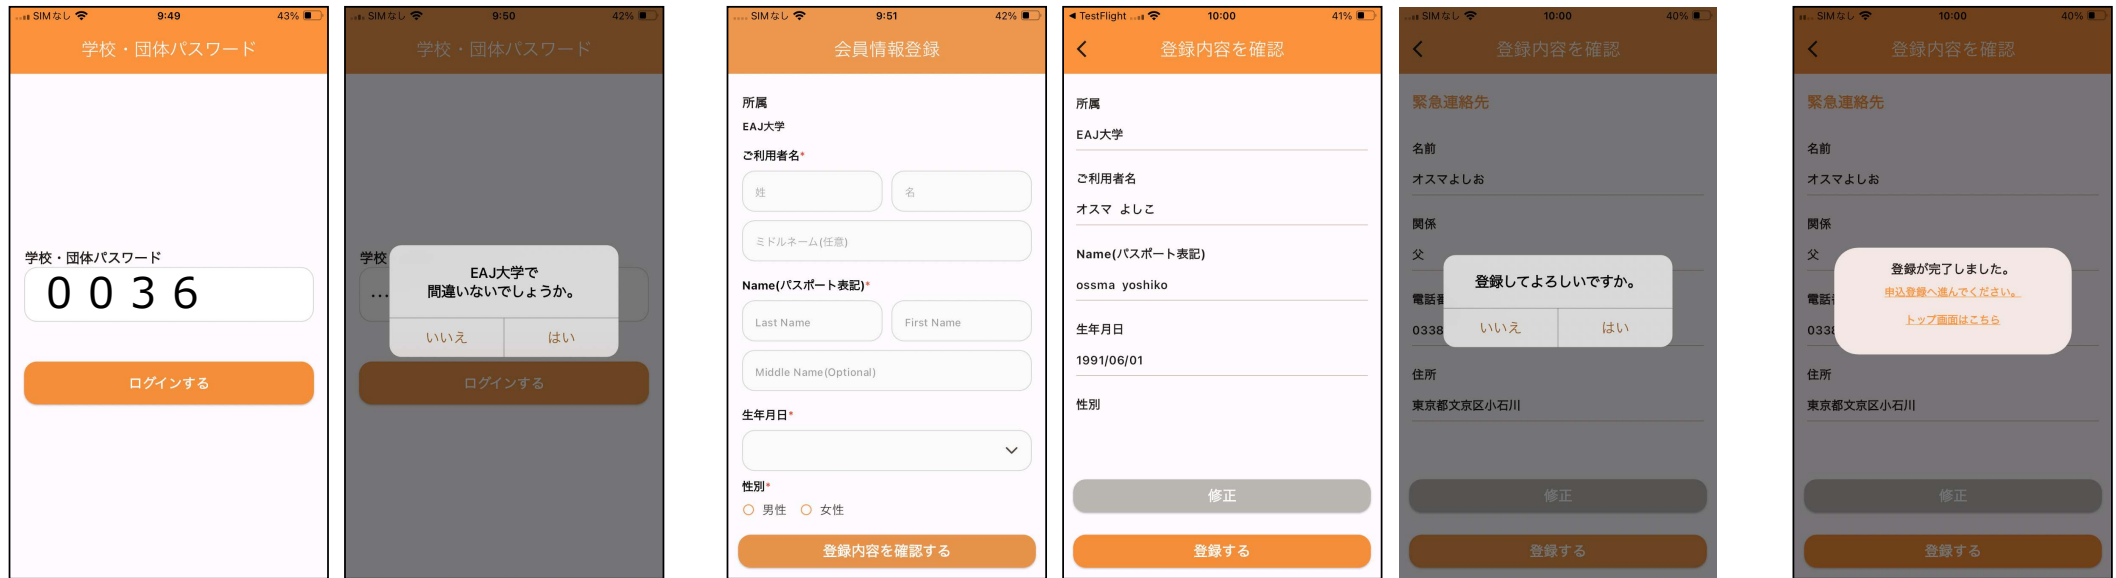 SIMなし 9:49 43%
学校・団体パスワード
学校・団体パスワード
0036
ログインする
SIMなし 9:50 42%
学校・団体パスワード
学校
EAJ大学で
間違いないでしょうか。
いいえ はい
ログインする
SIMなし 9:51 42%
会員情報登録
所属
EAJ大学
ご利用者名*
姓 名
ミドルネーム(任意)
Name(パスポート表記)*
Last Name First Name
Middle Name(Optional)
生年月日*
性別*
男性 女性
登録内容を確認する
TestFlight 10:00 41%
登録内容を確認
所属
EAJ大学
ご利用者名
オスマ よしこ
Name(パスポート表記)
ossma yoshiko
生年月日
1991/06/01
性別
修正
登録する
SIMなし 10:00 40%
登録内容を確認
緊急連絡先
名前
オスマよしお
関係
父
登録してよろしいですか。
電話番
いいえ はい
0338
住所
東京都文京区小石川
修正
登録する
SIMなし 10:00 40%
登録内容を確認
緊急連絡先
名前
オスマよしお
関係
父
登録が完了しました。
申込登録へ進んでください。
電話番
トップ画面はこちら
0338
住所
東京都文京区小石川
修正
登録する